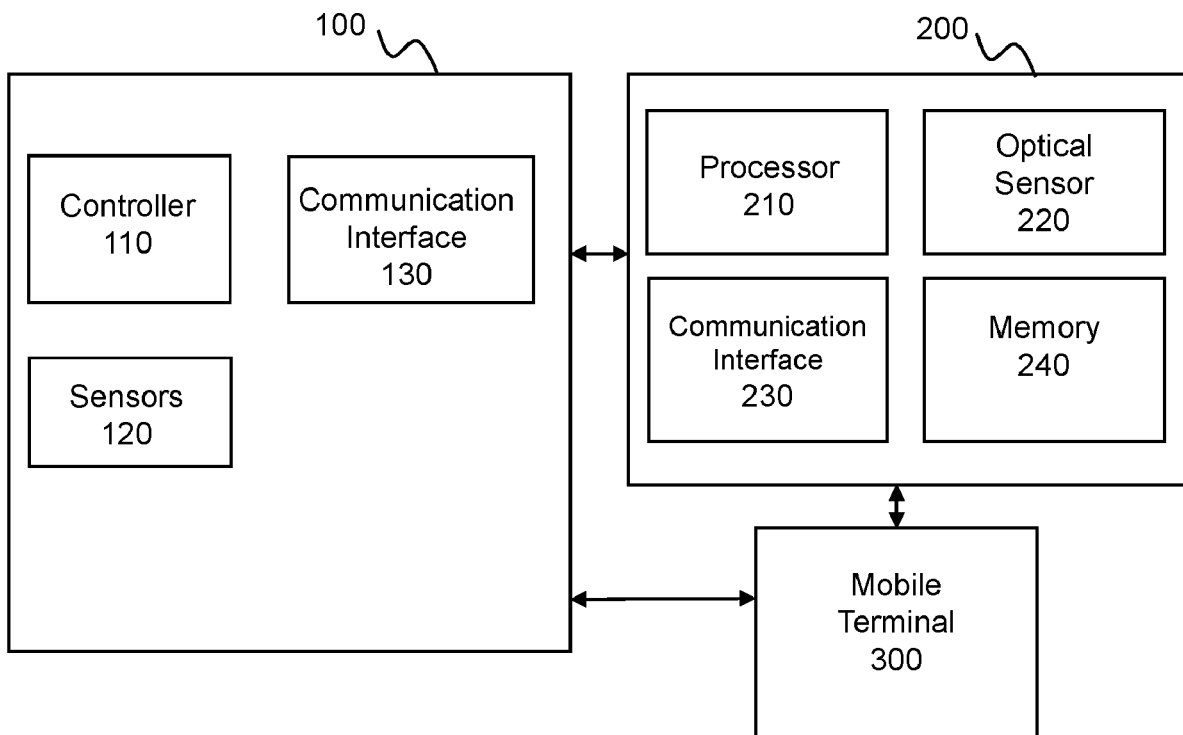 100
200
Controller
110
Communication
Interface
130
Sensors
120
Processor
210
Optical
Sensor
220
Communication
Interface
230
Memory
240
Mobile
Terminal
300